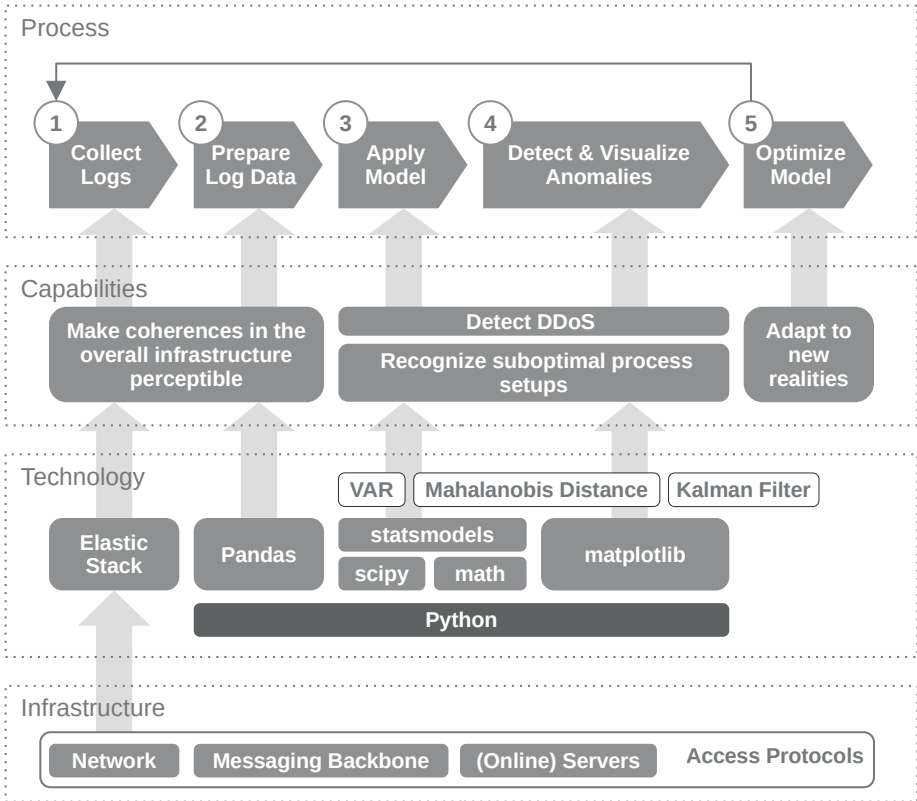 Process
1
2
3
4
5
Collect
Logs
Prepare
Log Data
Apply
Model
Detect & Visualize
Anomalies
Optimize
Model
Capabilities
Make coherences in the
overall infrastructure
perceptible
Detect DDoS
Recognize suboptimal process
setups
Adapt to
new
realities
Technology
VAR
Mahalanobis Distance
Kalman Filter
Elastic
Stack
Pandas
statsmodels
scipy
math
matplotlib
Python
Infrastructure
Network
Messaging Backbone
(Online) Servers
Access Protocols